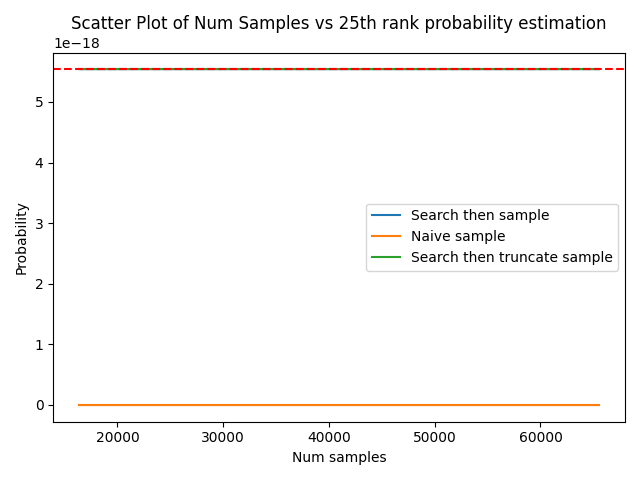 Scatter Plot of Num Samples vs 25th rank probability estimation
1e−18
5
4
3
2
1
0
Probability
Search then sample
Naive sample
Search then truncate sample
20000 30000 40000 50000 60000
Num samples